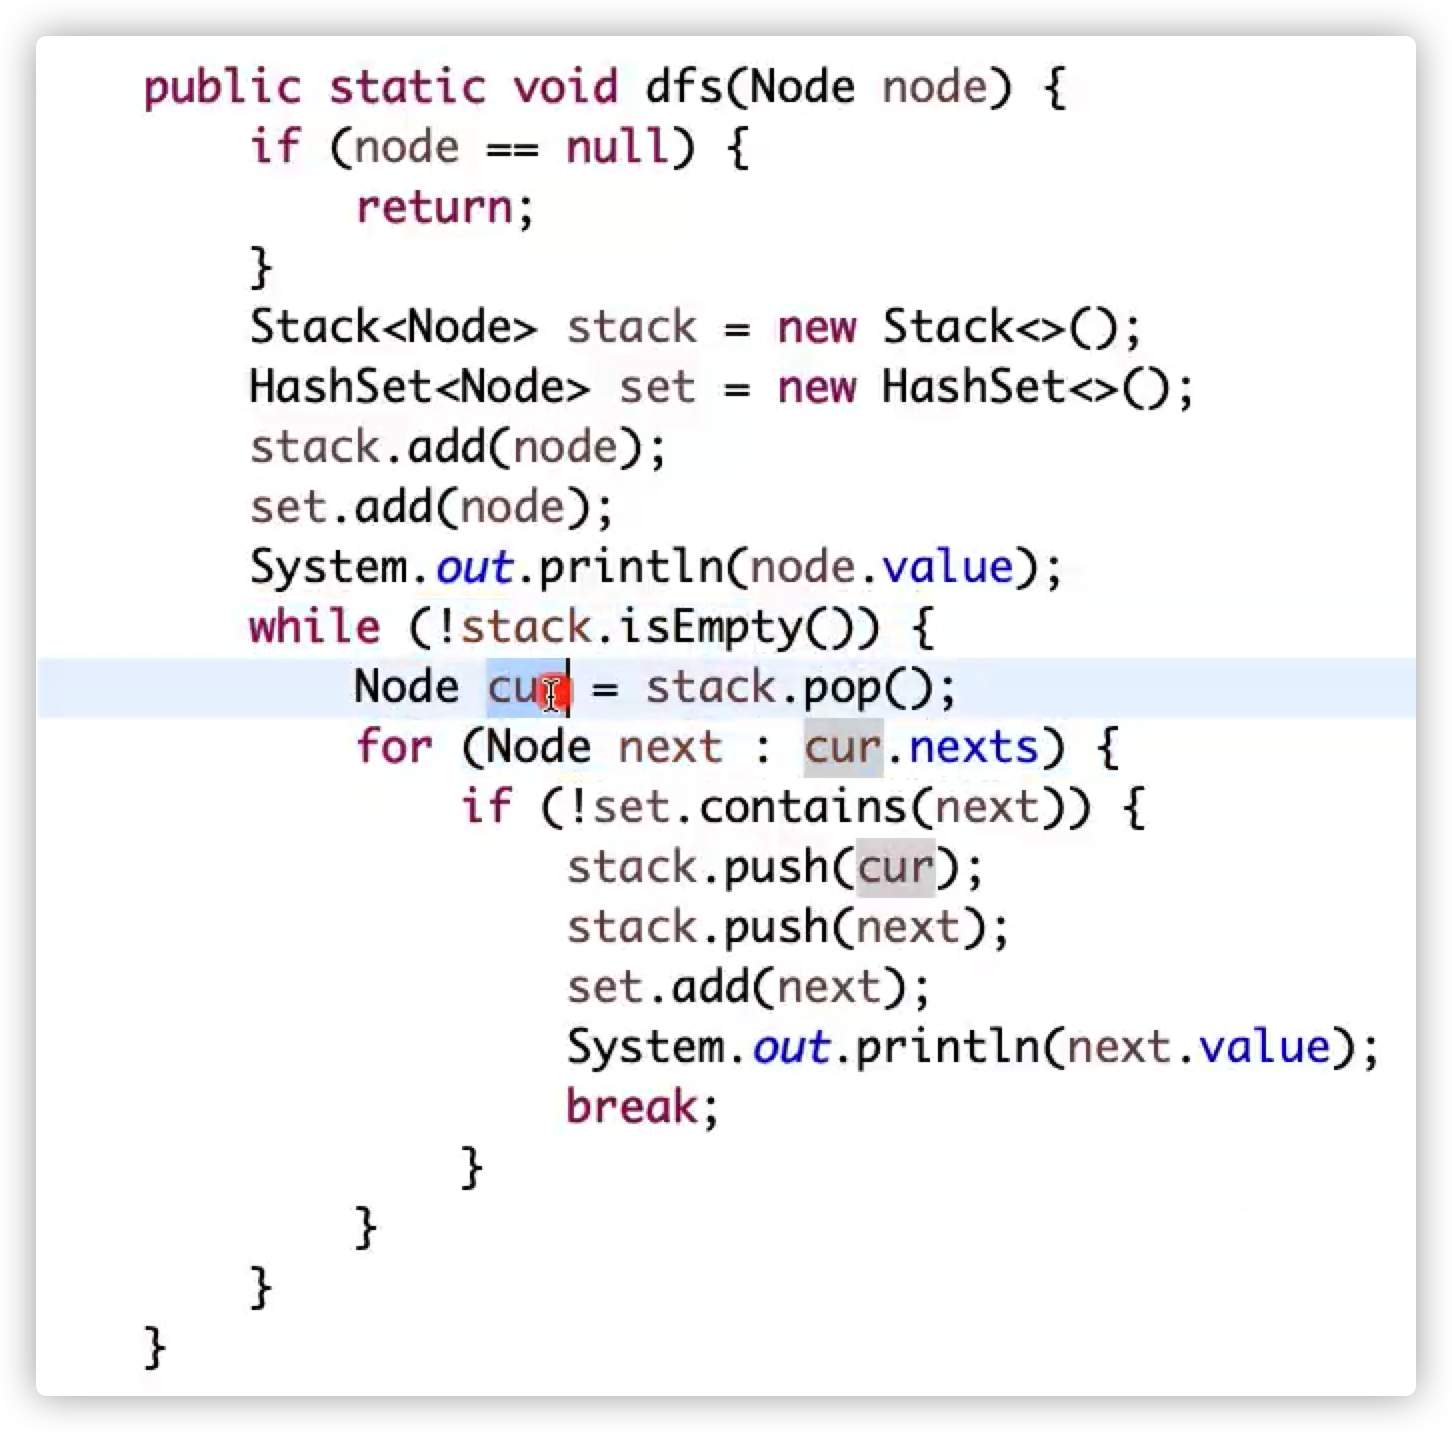 public static void dfs(Node node) {
if (node == null) {
return;
}
Stack<Node> stack = new Stack<>();
HashSet<Node> set = new HashSet<>();
stack.add(node);
set.add(node);
System.out.println(node.value);
while (!stack.isEmpty()) {
Node cur = stack.pop();
for (Node next : cur.nexts) {
if (!set.contains(next)) {
stack.push(cur);
stack.push(next);
set.add(next);
System.out.println(next.value);
break;
}
}
}
}